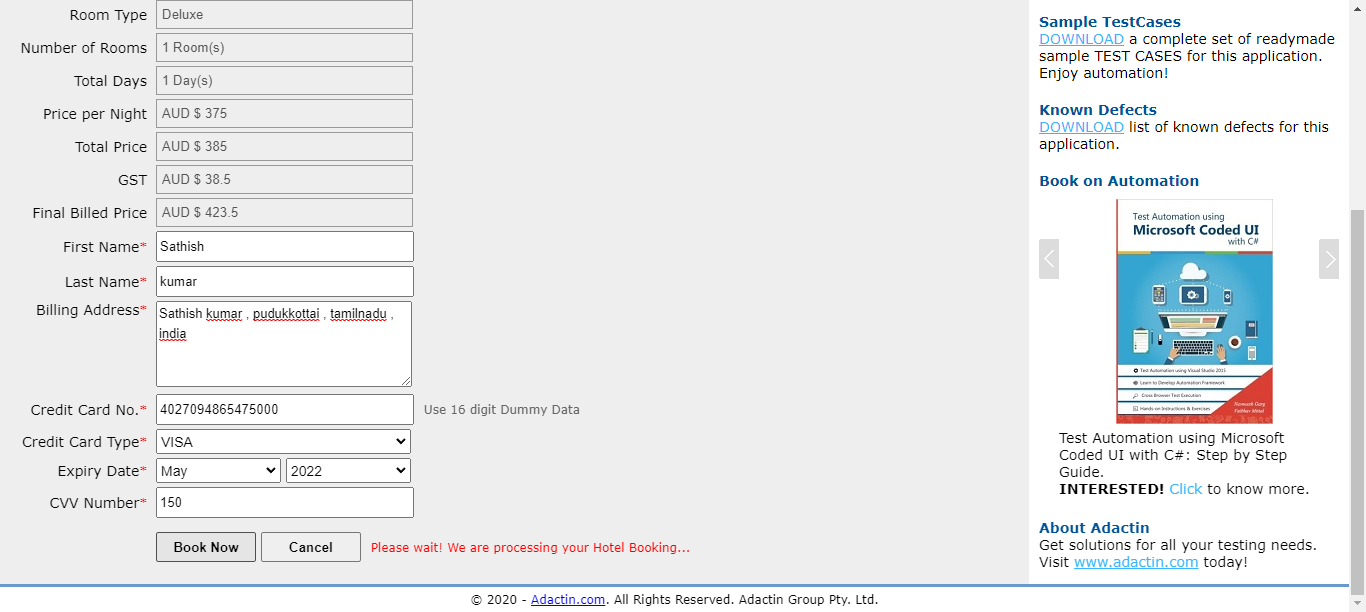 Room Type Deluxe
Number of Rooms 1 Room(s)
Total Days 1 Day(s)
Price per Night AUD $ 375
Total Price AUD $ 385
GST AUD $ 38.5
Final Billed Price AUD $ 423.5
First Name* Sathish
Last Name* kumar
Billing Address* Sathish kumar , pudukkottai , tamilnadu ,
india
Credit Card No.* 4027094865475000 Use 16 digit Dummy Data
Credit Card Type* VISA
Expiry Date* May 2022
CVV Number* 150
Book Now Cancel Please wait! We are processing your Hotel Booking...
Sample TestCases
DOWNLOAD a complete set of readymade
sample TEST CASES for this application.
Enjoy automation!
Known Defects
DOWNLOAD list of known defects for this
application.
Book on Automation
Test Automation using
Microsoft Coded UI
with C#
Test Automation using Visual Studio 2015
Learn to Develop Automation Framework
Cross Browser Test Execution
Hands-on Instructions & Exercises
Navneesh Garg
Test Automation using Microsoft
Coded UI with C#: Step by Step
Guide.
INTERESTED! Click to know more.
About Adactin
Get solutions for all your testing needs.
Visit www.adactin.com today!
© 2020 - Adactin.com. All Rights Reserved. Adactin Group Pty. Ltd.